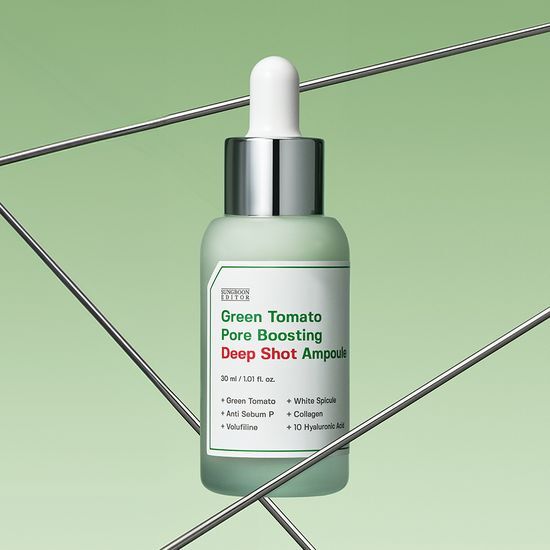 SUNGBOON
EDITOR
Green Tomato
Pore Boosting
Deep Shot Ampoule
30 ml / 1.01 fl. oz.
+ Green Tomato + White Spicule
+ Anti Sebum P + Collagen
+ Volufiline + 10 Hyaluronic Acid